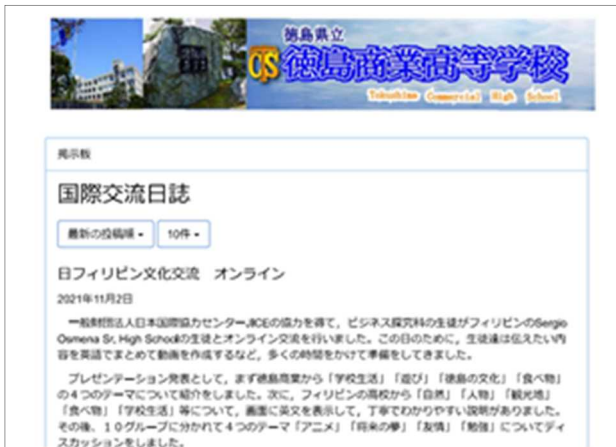 徳島県立
CS 徳島商業高等学校
Tokushima Commercial High School
掲示板
国際交流日誌
最新の投稿順
10件
日フィリピン文化交流 オンライン
2021年11月2日
一般財団法人日本国際協力センターJICEの協力を得て，ビジネス探究科の生徒がフィリピンのSergio
Osmena Sr, High Schoolの生徒とオンライン交流を行いました。この日のために，生徒達は伝えたい内
容を英語でまとめて動画を作成するなど，多くの時間をかけて準備をしてきました。
プレゼンテーション発表として，まず徳島商業から「学校生活」「遊び」「徳島の文化」「食べ物」
の４つのテーマについて紹介をしました。次に，フィリピンの高校から「自然」「人物」「観光地」
「食べ物」「学校生活」等について，画面に英文を表示して，丁寧でわかりやすい説明がありました。
その後，１０グループに分かれて４つのテーマ「アニメ」「将来の夢」「友情」「勉強」についてディ
スカッションをしました。